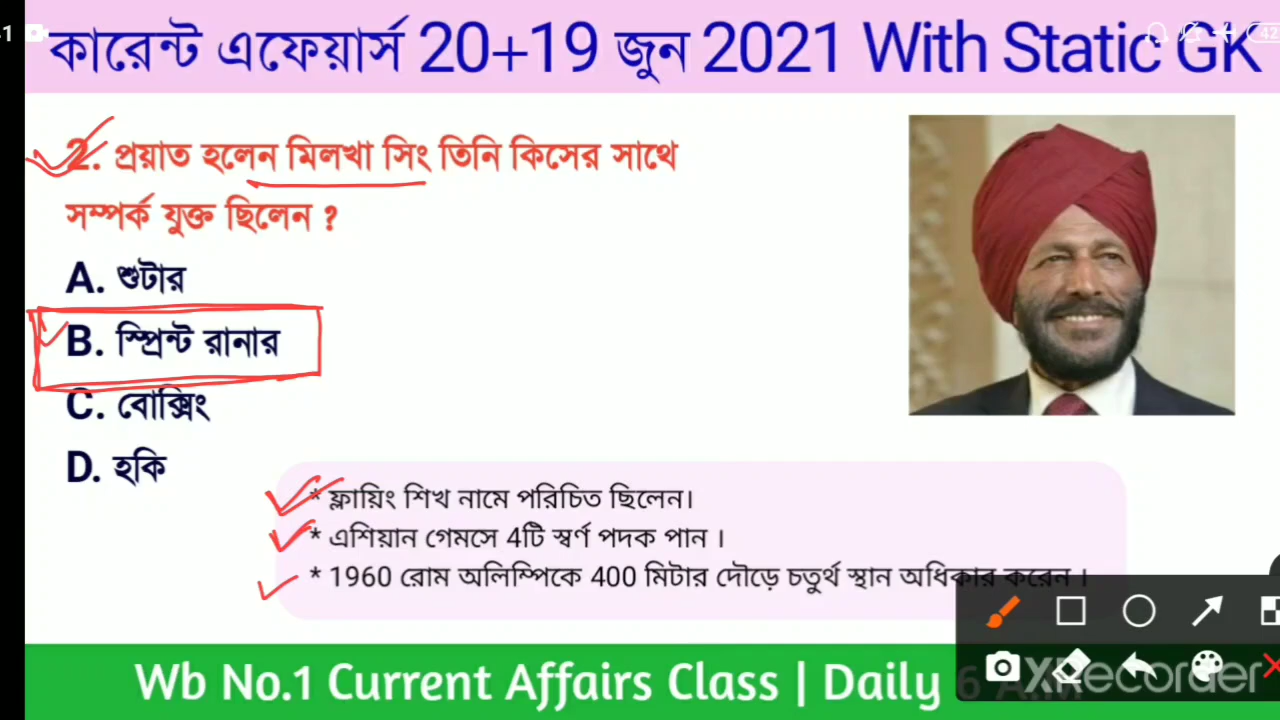 কারেন্ট এফেয়ার্স 20+19 জুন 2021 With Static GK
2. প্রয়াত হলেন মিলখা সিং তিনি কিসের সাথে
সম্পর্ক যুক্ত ছিলেন ?
A. শুটার
B. স্প্রিন্ট রানার
C. বোক্সিং
D. হকি
* ফ্লায়িং শিখ নামে পরিচিত ছিলেন।
* এশিয়ান গেমসে 4টি স্বর্ণ পদক পান ।
* 1960 রোম অলিম্পিকে 400 মিটার দৌড়ে চতুর্থ স্থান অধিকার করেন ।
Wb No.1 Current Affairs Class | Daily 6
XRecorder